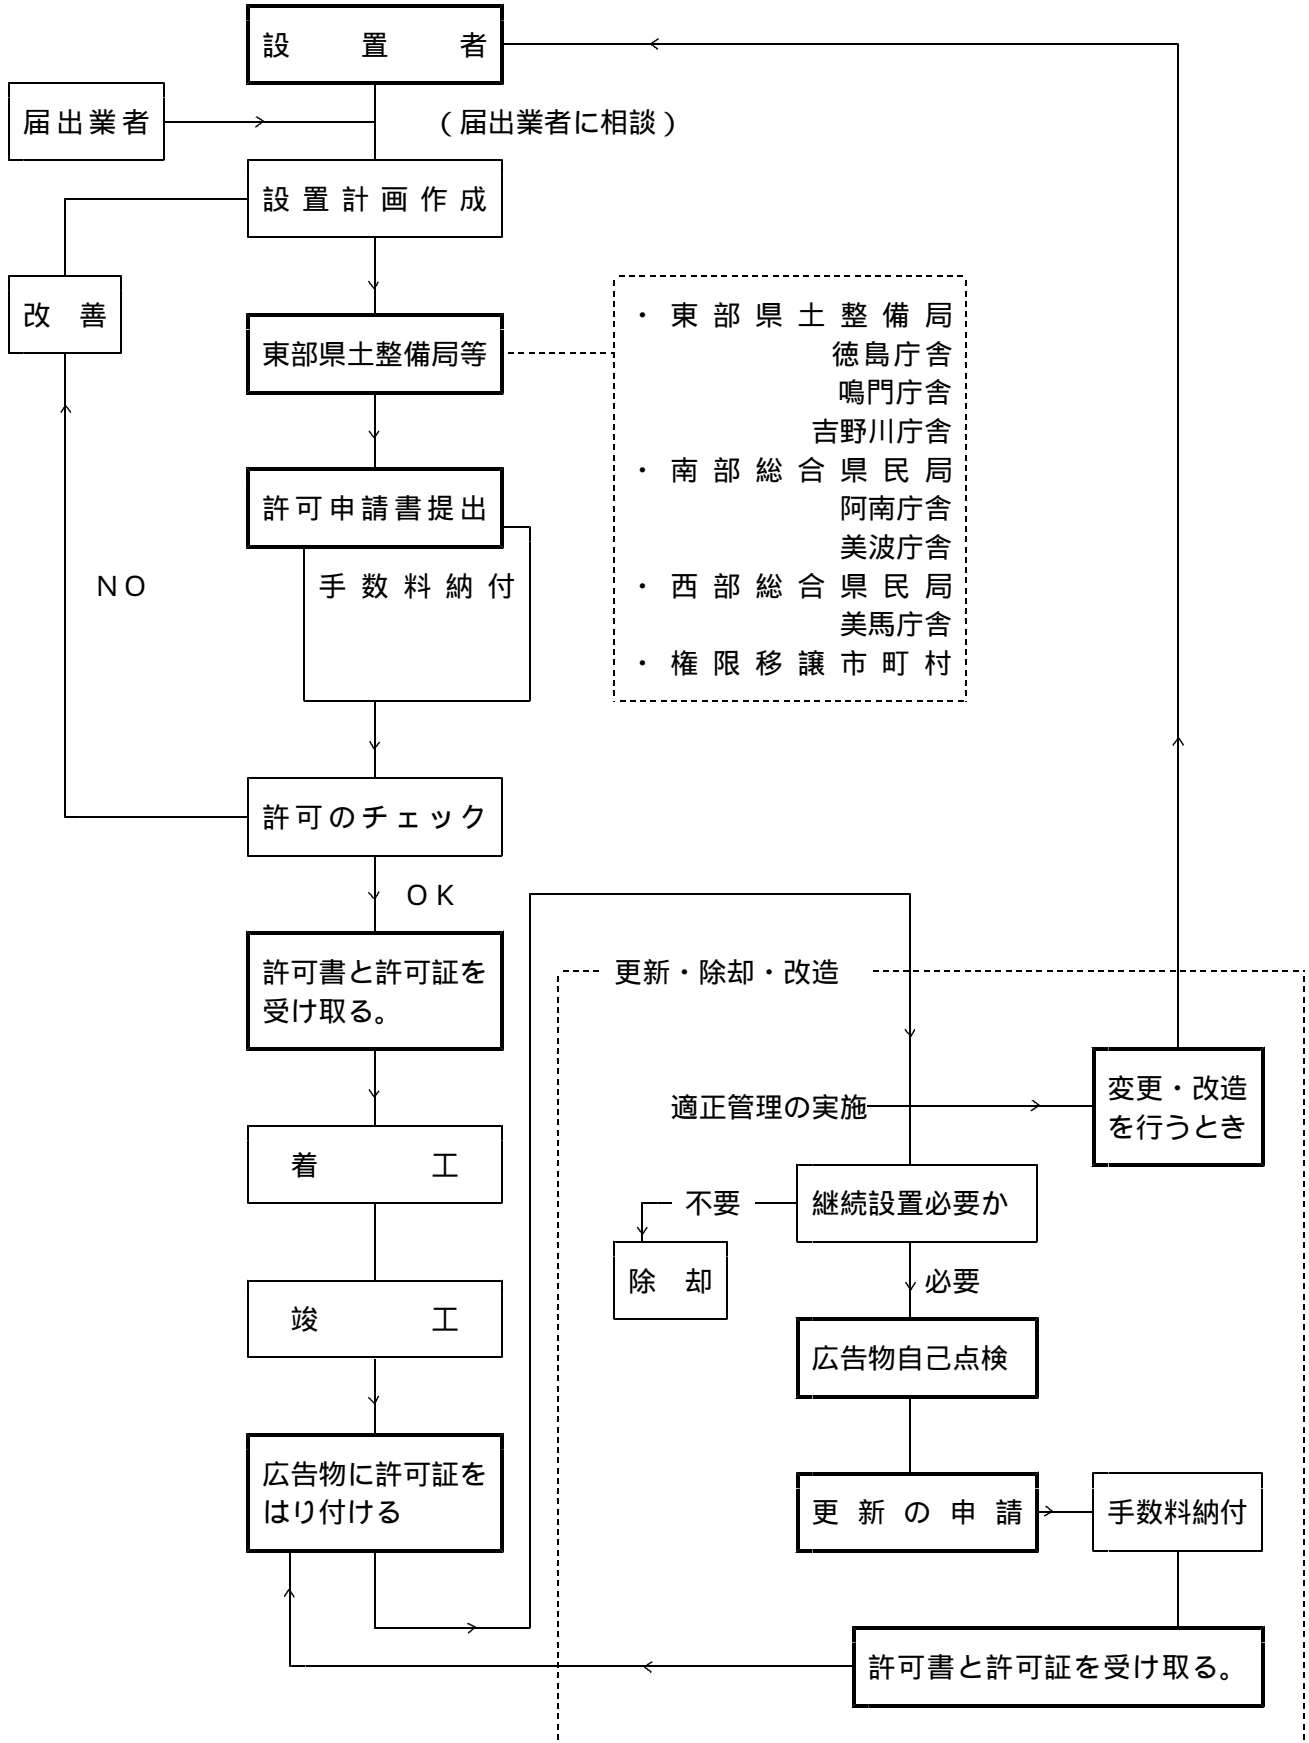 設置者
届出業者
(届出業者に相談)
設置計画作成
改善
東部県土整備局等
・東部県土整備局
徳島庁舎
鳴門庁舎
吉野川庁舎
・南部総合県民局
阿南庁舎
美波庁舎
・西部総合県民局
美馬庁舎
・権限移譲市町村
許可申請書提出
手数料納付
NO
許可のチェック
OK
許可書と許可証を
受け取る。
着工
竣工
広告物に許可証を
はり付ける
更新・除却・改造
適正管理の実施
変更・改造
を行うとき
継続設置必要か
不要
除却
必要
広告物自己点検
更新の申請
手数料納付
許可書と許可証を受け取る。